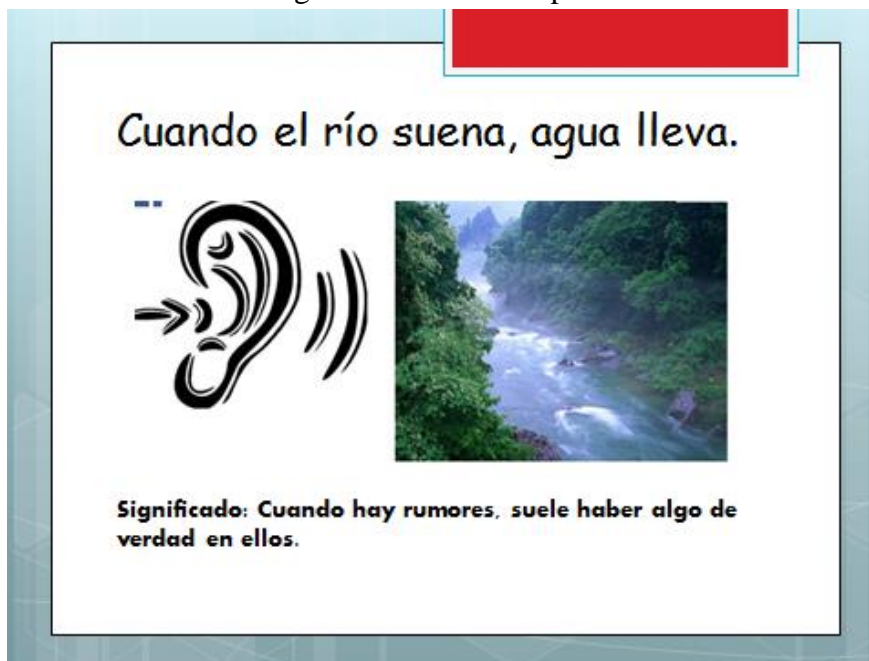 Cuando el río suena, agua lleva.
Significado: Cuando hay rumores, suele haber algo de
verdad en ellos.